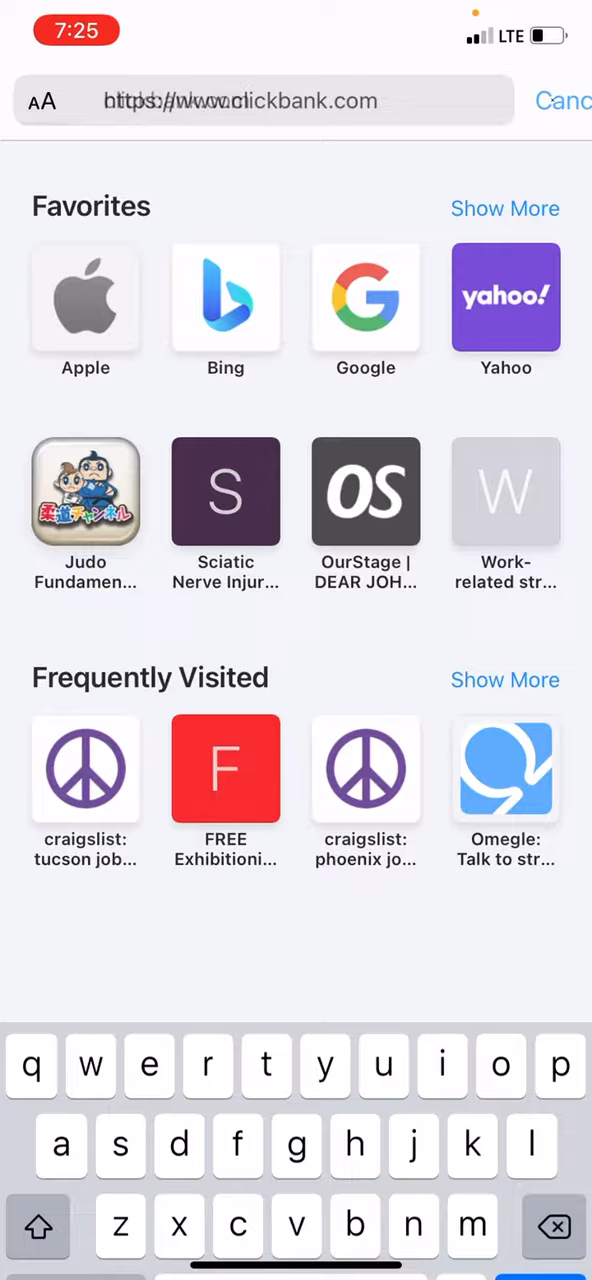 7:25
LTE
AA
https://www.clickbank.com
Canc
Favorites
Show More
yahoo!
Apple
Bing
Google
Yahoo
柔道チャンネル
S
OS
W
Judo
Fundamen...
Sciatic
Nerve Injur...
OurStage |
DEAR JOH...
Work-
related str...
Frequently Visited
Show More
F
craigslist:
tucson job...
FREE
Exhibitioni...
craigslist:
phoenix jo...
Omegle:
Talk to str...
q w e r t y u i o p
a s d f g h j k l
z x c v b n m